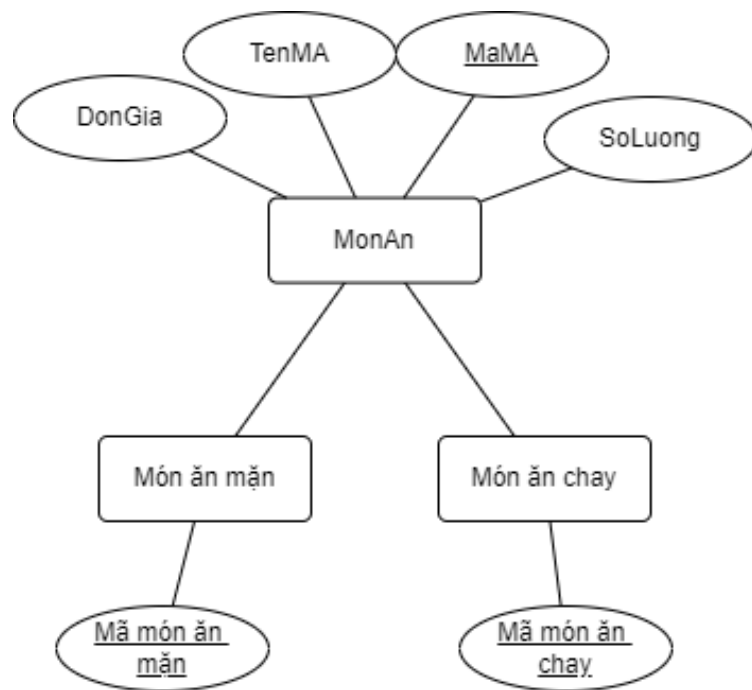 TenMA
MaMA
DonGia
SoLuong
MonAn
Món ăn mặn
Món ăn chay
Mã món ăn
mặn
Mã món ăn
chay